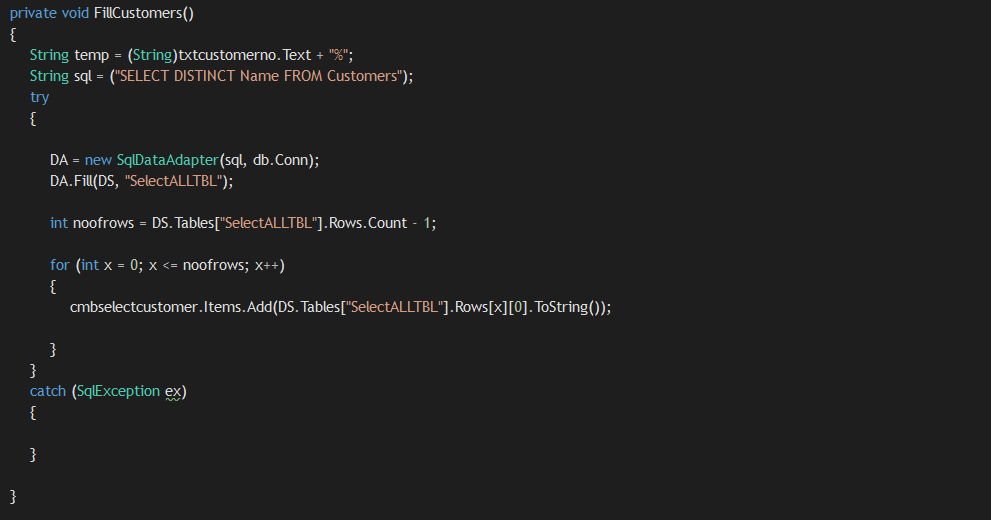 private void FillCustomers()
{
String temp = (String)txtcustomerno.Text + "%";
String sql = ("SELECT DISTINCT Name FROM Customers");
try
{
DA = new SqlDataAdapter(sql, db.Conn);
DA.Fill(DS, "SelectALLTBL");
int noofrows = DS.Tables["SelectALLTBL"].Rows.Count - 1;
for (int x = 0; x <= noofrows; x++)
{
cmbselectcustomer.Items.Add(DS.Tables["SelectALLTBL"].Rows[x][0].ToString());
}
}
catch (SqlException ex)
{
}
}